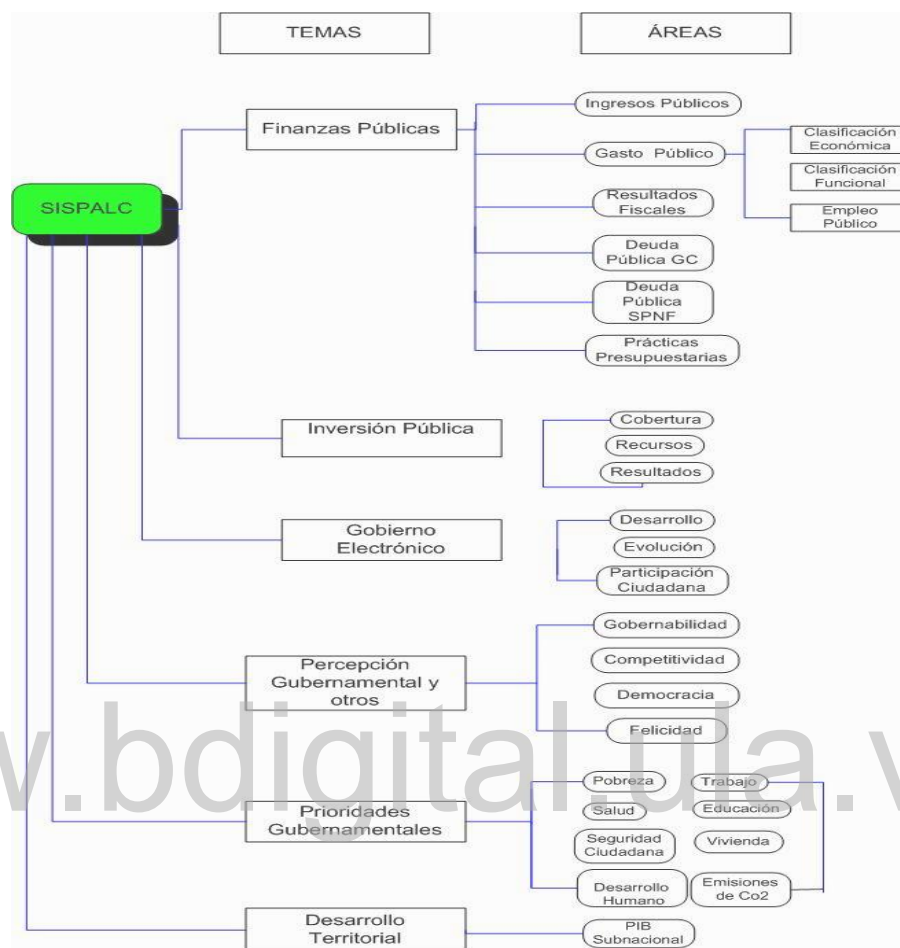 TEMAS
ÁREAS
SISPALC
Finanzas Públicas
Ingresos Públicos
Gasto Público
Clasificación
Económica
Clasificación
Funcional
Empleo
Público
Resultados
Fiscales
Deuda
Pública GC
Deuda
Pública
SPNF
Prácticas
Presupuestarias
Inversión Pública
Cobertura
Recursos
Resultados
Gobierno
Electrónico
Desarrollo
Evolución
Participación
Ciudadana
Percepción
Gubernamental y
otros
Gobernabilidad
Competitividad
Democracia
Felicidad
Prioridades
Gubernamentales
Pobreza
Trabajo
Salud
Educación
Seguridad
Ciudadana
Vivienda
Desarrollo
Humano
Emisiones
de Co2
Desarrollo
Territorial
PIB
Subnacional
w.bdigital.ula.v